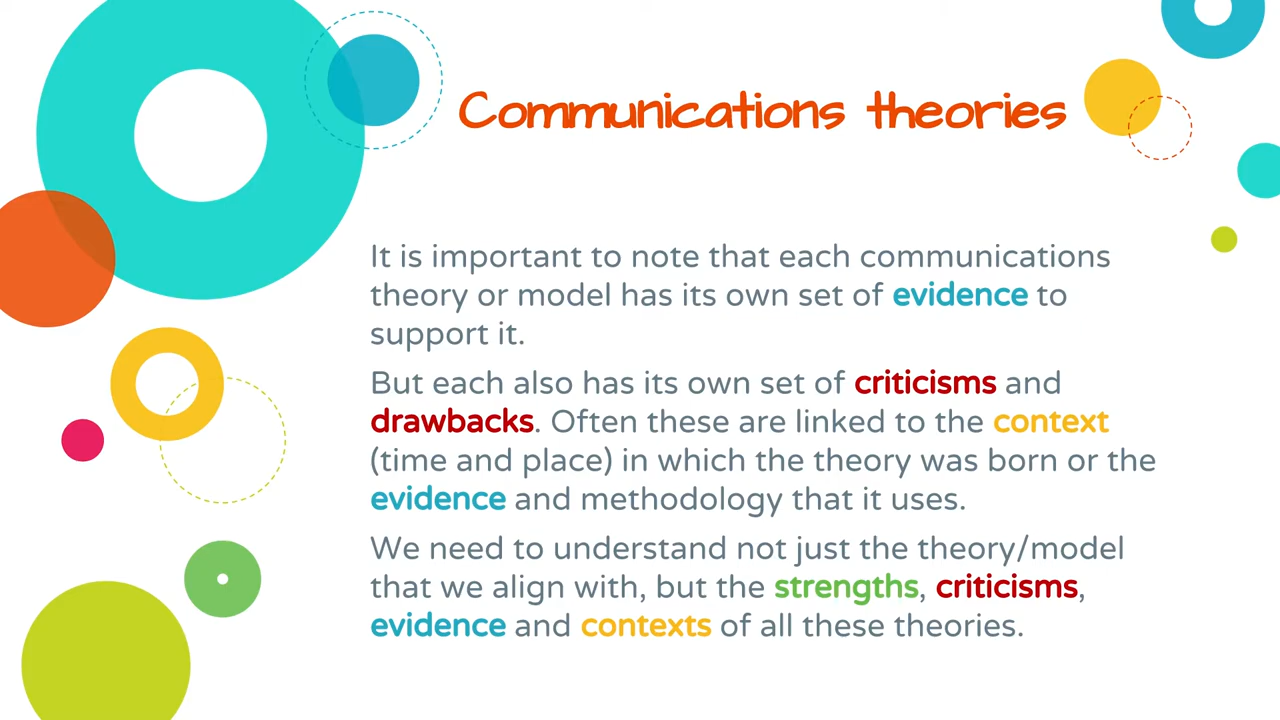 Communications theories
It is important to note that each communications
theory or model has its own set of evidence to
support it.
But each also has its own set of criticisms and
drawbacks. Often these are linked to the context
(time and place) in which the theory was born or the
evidence and methodology that it uses.
We need to understand not just the theory/model
that we align with, but the strengths, criticisms,
evidence and contexts of all these theories.